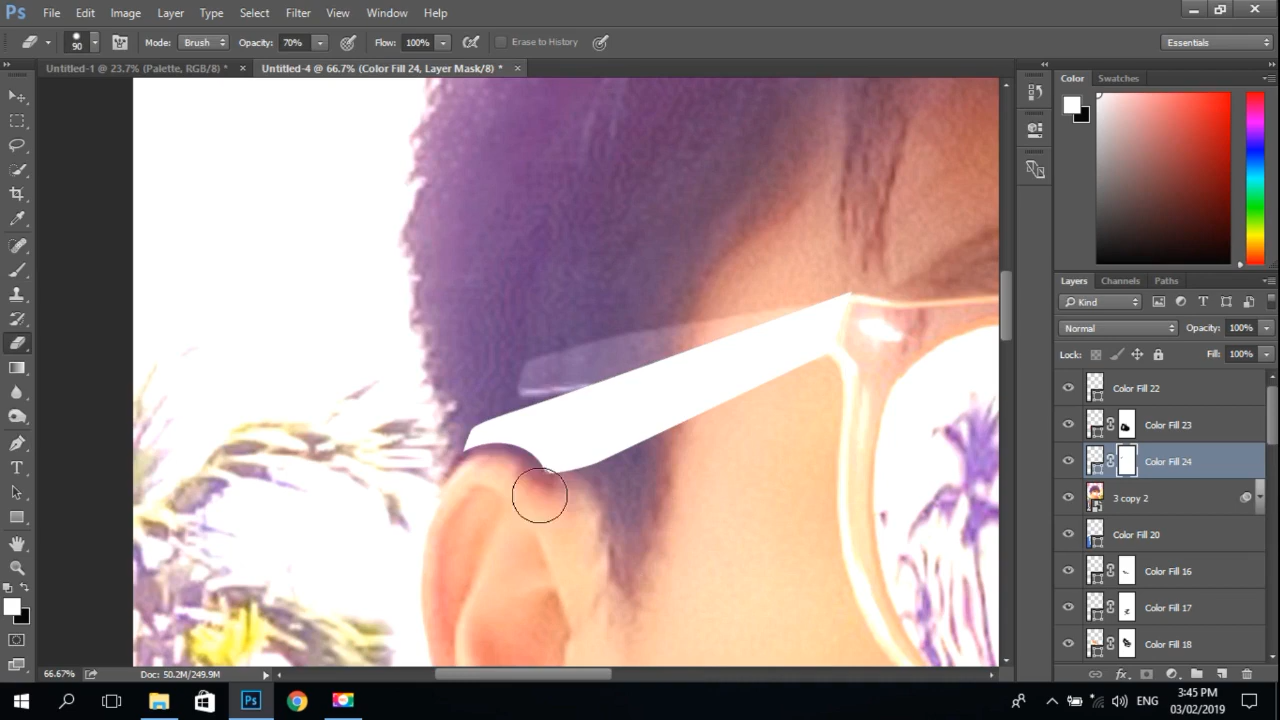 Ps File Edit Image Layer Type Select Filter View Window Help
90 Mode: Brush Opacity: 70% Flow: 100% Erase to History Essentials
Untitled-1 @ 23.7% (Palette, RGB/8) * × Untitled-4 @ 66.7% (Color Fill 24, Layer Mask/8) * ×
Color Swatches
Layers Channels Paths
Kind
Normal Opacity: 100%
Lock: Fill: 100%
Color Fill 22
Color Fill 23
Color Fill 24
3 copy 2
Color Fill 20
Color Fill 16
Color Fill 17
Color Fill 18
66.67% Doc: 50.2M/249.9M
Ps ENG 3:45 PM
03/02/2019